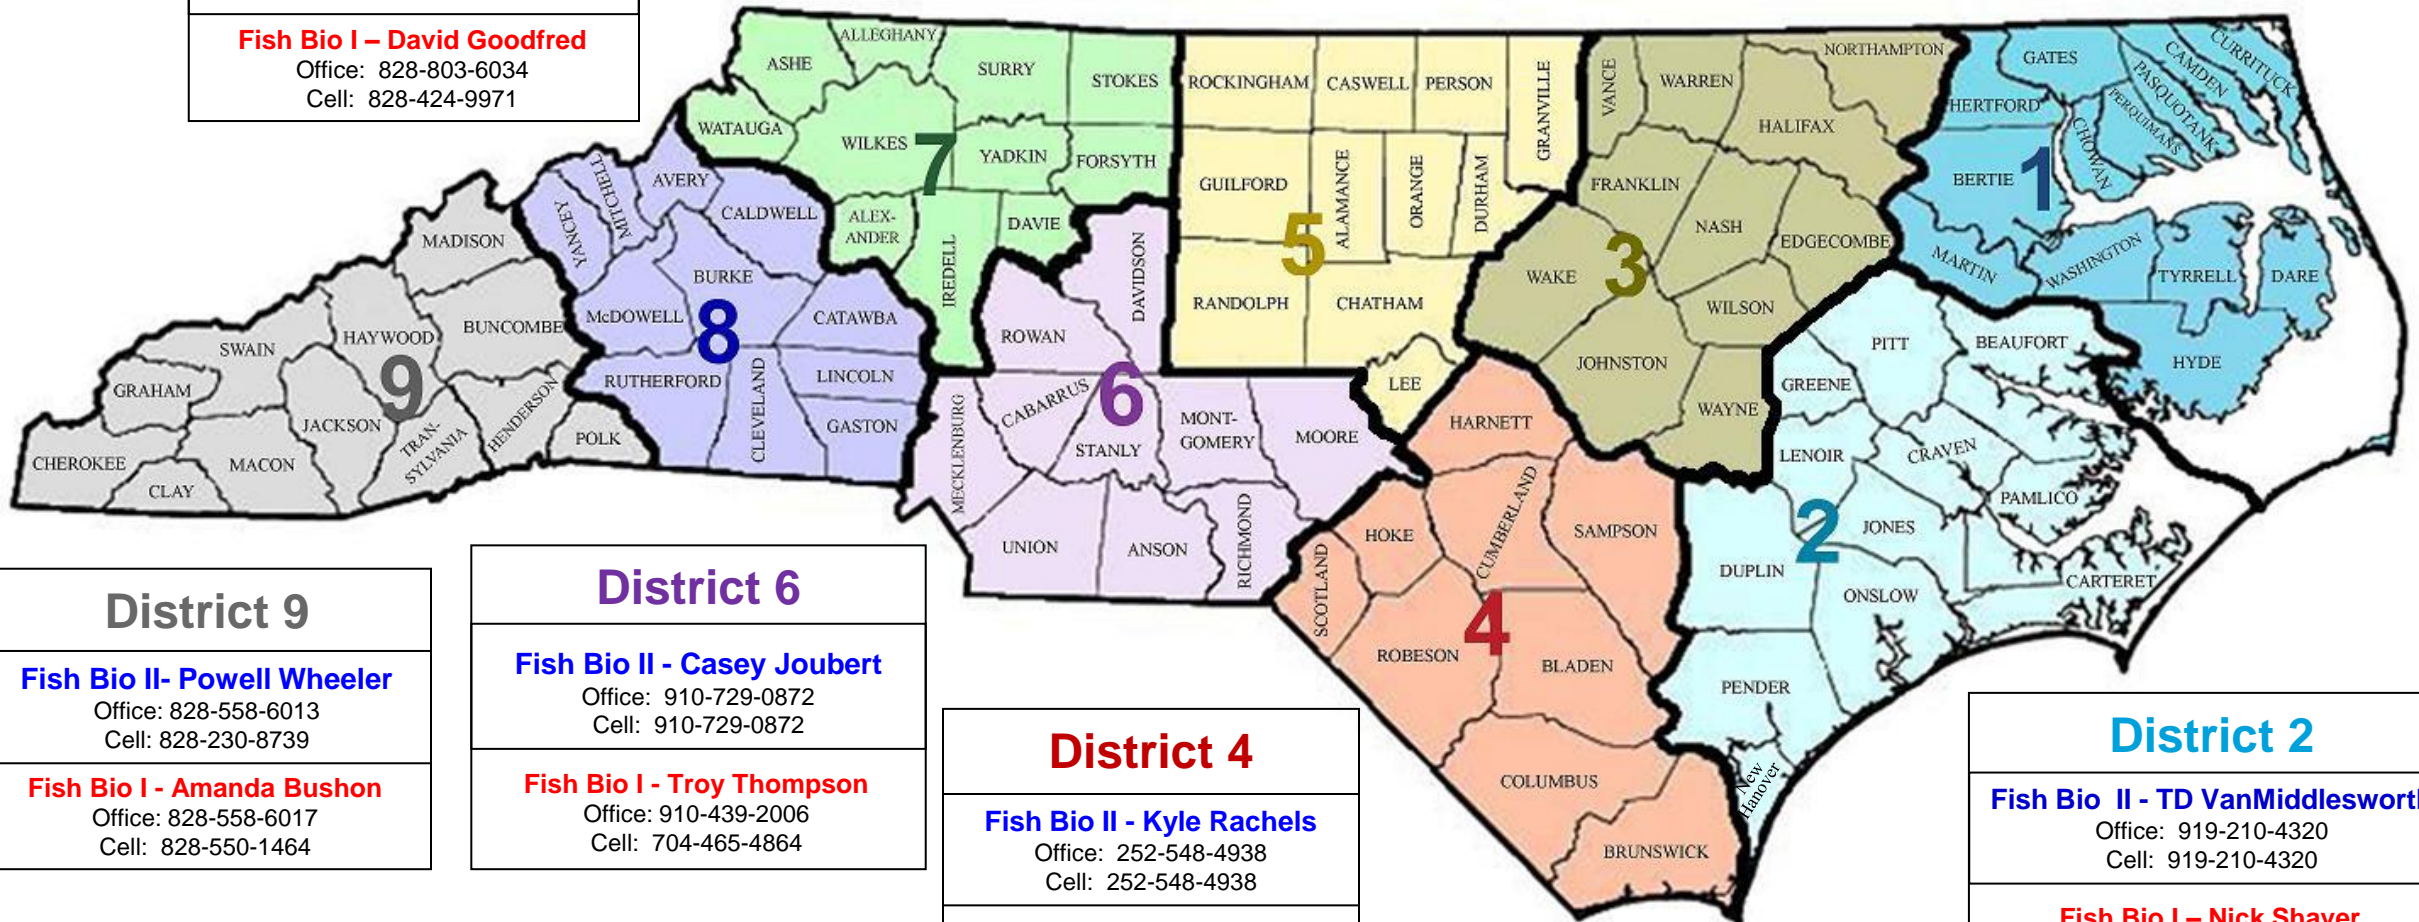 Fish Bio I – David Goodfred
Office: 828-803-6034
Cell: 828-424-9971
ASHE
ALLEGHANY
SURRY
STOKES
WATAUGA
WILKES
YADKIN
FORSYTH
7
ALEX-
ANDER
IREDELL
DAVIE
ROCKINGHAM
CASWELL
PERSON
GRANVILLE
GUILFORD
ALAMANCE
ORANGE
DURHAM
5
RANDOLPH
CHATHAM
LEE
VANCE
WARREN
NORTHAMPTON
HALIFAX
FRANKLIN
NASH
EDGECOMBE
WAKE
3
WILSON
JOHNSTON
WAYNE
GATES
CURRITUCK
CAMDEN
PASQUOTANK
PERQUIMANS
HERTFORD
CHOWAN
BERTIE
1
MARTIN
WASHINGTON
TYRRELL
DARE
HYDE
MITCHELL
AVERY
YANCEY
CALDWELL
BURKE
McDOWELL
8
CATAWBA
RUTHERFORD
CLEVELAND
LINCOLN
GASTON
MADISON
BUNCOMBE
HAYWOOD
SWAIN
9
GRAHAM
JACKSON
TRAN-
SYLVANIA
HENDERSON
POLK
CHEROKEE
MACON
CLAY
DAVIDSON
ROWAN
6
CABARRUS
MECKLENBURG
STANLY
MONT-
GOMERY
MOORE
UNION
ANSON
RICHMOND
HARNETT
CUMBERLAND
HOKE
SAMPSON
SCOTLAND
4
ROBESON
BLADEN
COLUMBUS
BRUNSWICK
PITT
BEAUFORT
GREENE
LENOIR
CRAVEN
PAMLICO
2
JONES
DUPLIN
CARTERET
ONSLOW
PENDER
New
Hanover
District 9
Fish Bio II- Powell Wheeler
Office: 828-558-6013
Cell: 828-230-8739
Fish Bio I - Amanda Bushon
Office: 828-558-6017
Cell: 828-550-1464
District 6
Fish Bio II - Casey Joubert
Office: 910-729-0872
Cell: 910-729-0872
Fish Bio I - Troy Thompson
Office: 910-439-2006
Cell: 704-465-4864
District 4
Fish Bio II - Kyle Rachels
Office: 252-548-4938
Cell: 252-548-4938
District 2
Fish Bio II - TD VanMiddlesworth
Office: 919-210-4320
Cell: 919-210-4320
Fish Bio I – Nick Shaver